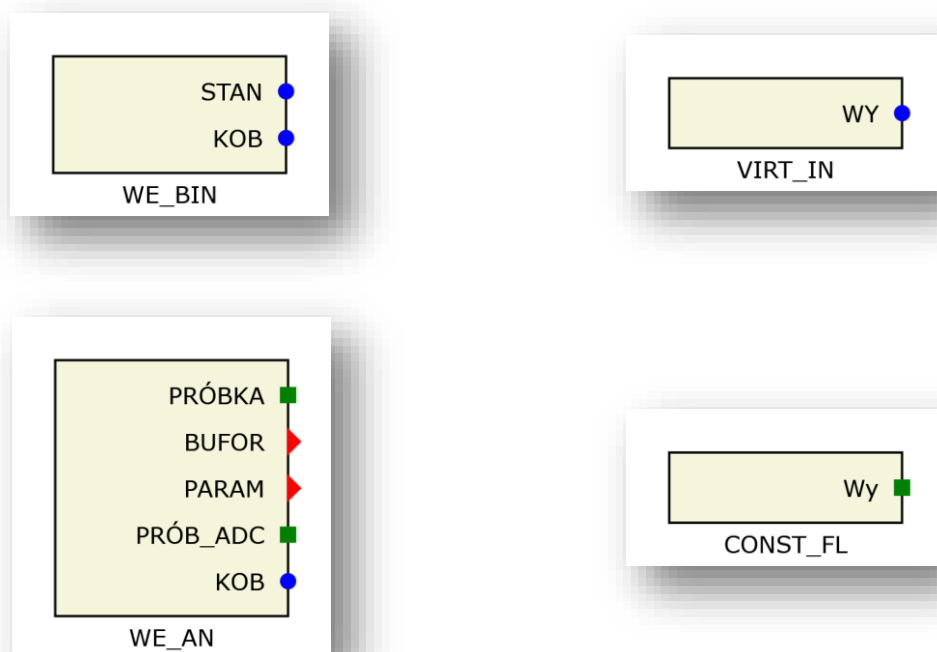 STAN
KOB
WE_BIN
WY
VIRT_IN
PRÓBKA
BUFOR
PARAM
PRÓB_ADC
KOB
WE_AN
Wy
CONST_FL